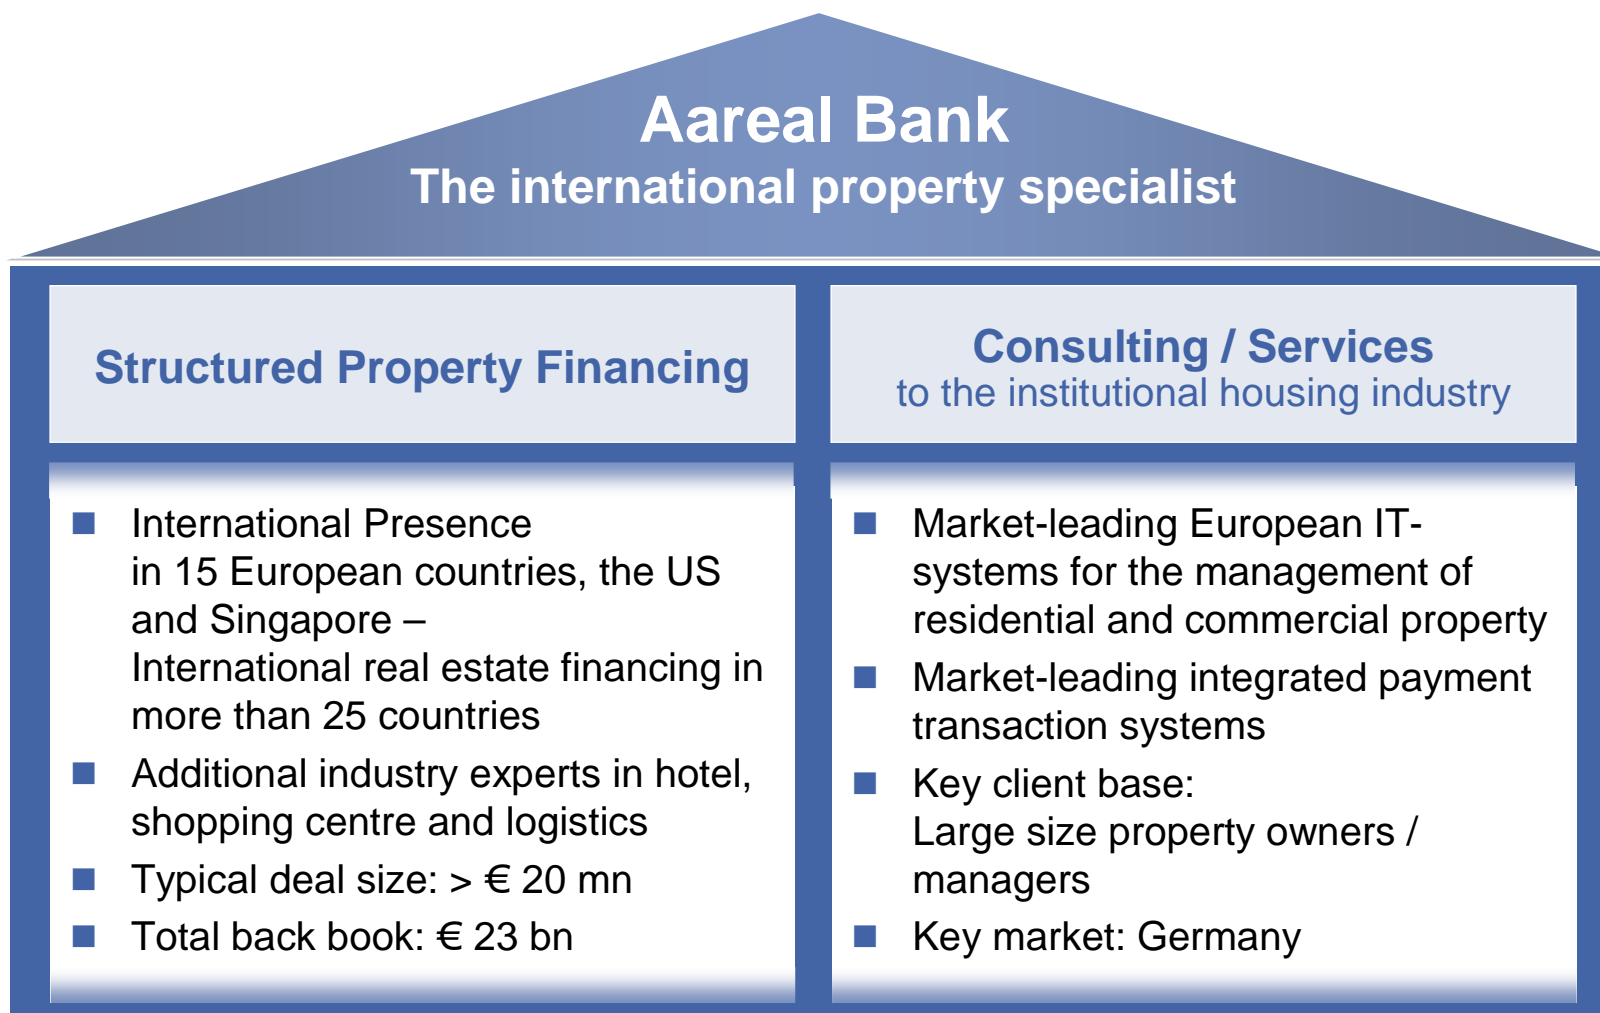 Aareal Bank
The international property specialist
Structured Property Financing
Consulting / Services
to the institutional housing industry
International Presence
in 15 European countries, the US
and Singapore –
International real estate financing in
more than 25 countries
Additional industry experts in hotel,
shopping centre and logistics
Typical deal size: > € 20 mn
Total back book: € 23 bn
Market-leading European IT-
systems for the management of
residential and commercial property
Market-leading integrated payment
transaction systems
Key client base:
Large size property owners /
managers
Key market: Germany